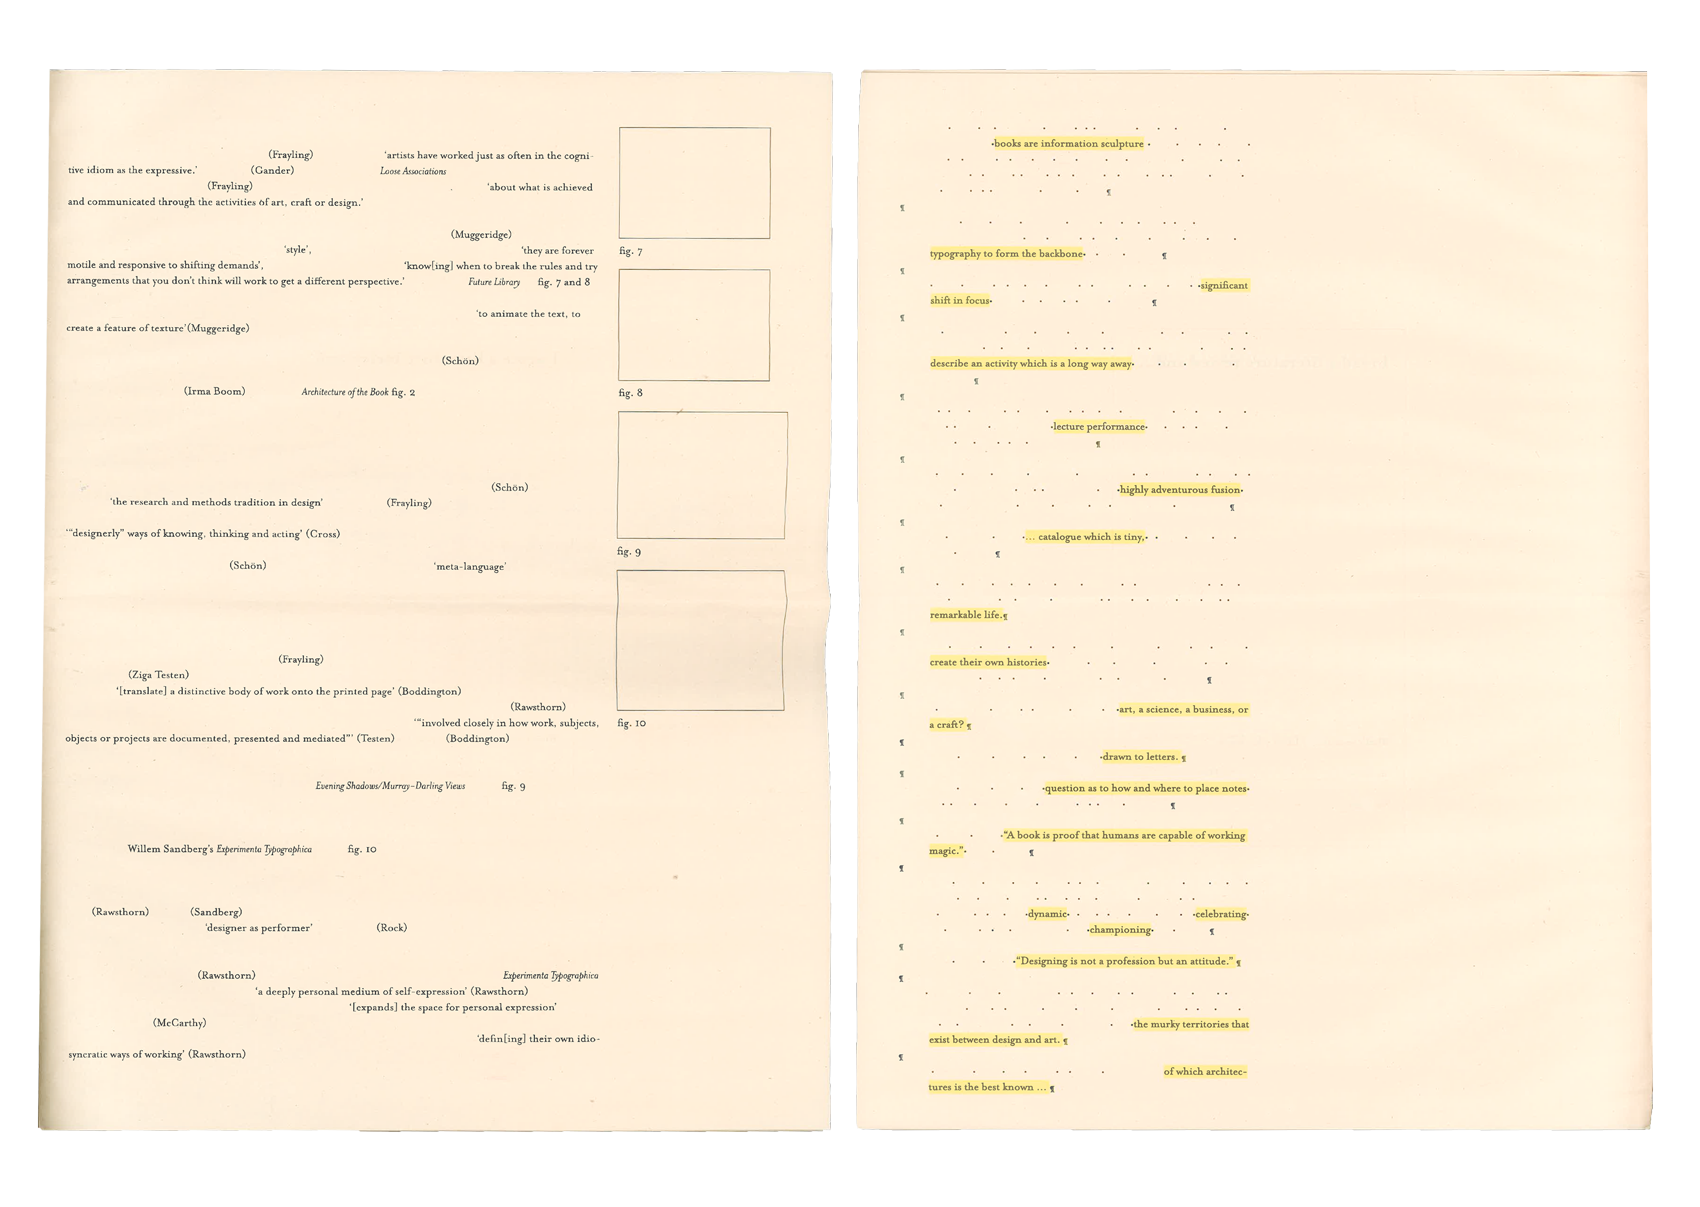 (Frayling) 'artists have worked just as often in the cogni-
tive idiom as the expressive.' (Gander) Loose Associations
(Frayling) 'about what is achieved
and communicated through the activities of art, craft or design.'
(Muggeridge)
'style', 'they are forever
motile and responsive to shifting demands', 'know[ing] when to break the rules and try
arrangements that you don't think will work to get a different perspective.' Future Library fig. 7 and 8
'to animate the text, to
create a feature of texture'(Muggeridge)
(Schön)
(Irma Boom) Architecture of the Book fig. 2
(Schön)
'the research and methods tradition in design' (Frayling)
'"designerly" ways of knowing, thinking and acting' (Cross)
(Schön) 'meta-language'
(Frayling)
(Ziga Testen)
'[translate] a distinctive body of work onto the printed page' (Boddington)
(Rawsthorn)
'"involved closely in how work, subjects,
objects or projects are documented, presented and mediated"' (Testen) (Boddington)
Evening Shadows/Murray-Darling Views fig. 9
Willem Sandberg's Experimenta Typographica fig. 10
(Rawsthorn) (Sandberg)
'designer as performer' (Rock)
(Rawsthorn) Experimenta Typographica
'a deeply personal medium of self-expression' (Rawsthorn)
'[expands] the space for personal expression'
(McCarthy)
'defin[ing] their own idio-
syncratic ways of working' (Rawsthorn)
fig. 7
fig. 8
fig. 9
fig. 10
·books are information sculpture · · · · ·
¶
¶
typography to form the backbone· · · ¶
¶
· · · · · · · · · ·significant
shift in focus· · · · · · ¶
¶
describe an activity which is a long way away· · · ·
¶
¶
· · · ·lecture performance· · · · ·
¶
¶
· · · · · ·highly adventurous fusion·
¶
¶
· · ·... catalogue which is tiny,· · · · ·
· ¶
¶
remarkable life.¶
¶
create their own histories· · · · · ·
¶
¶
· · · · · · ·art, a science, a business, or
a craft? ¶
¶
· · · · · ·drawn to letters. ¶
¶
· · · · ·question as to how and where to place notes·
¶
¶
· · ·"A book is proof that humans are capable of working
magic."· · ¶
¶
·dynamic· · · · · · · ·celebrating·
·championing· · ¶
¶
· · ·"Designing is not a profession but an attitude." ¶
¶
·the murky territories that
exist between design and art. ¶
¶
· · · · · · · of which architec-
tures is the best known ... ¶